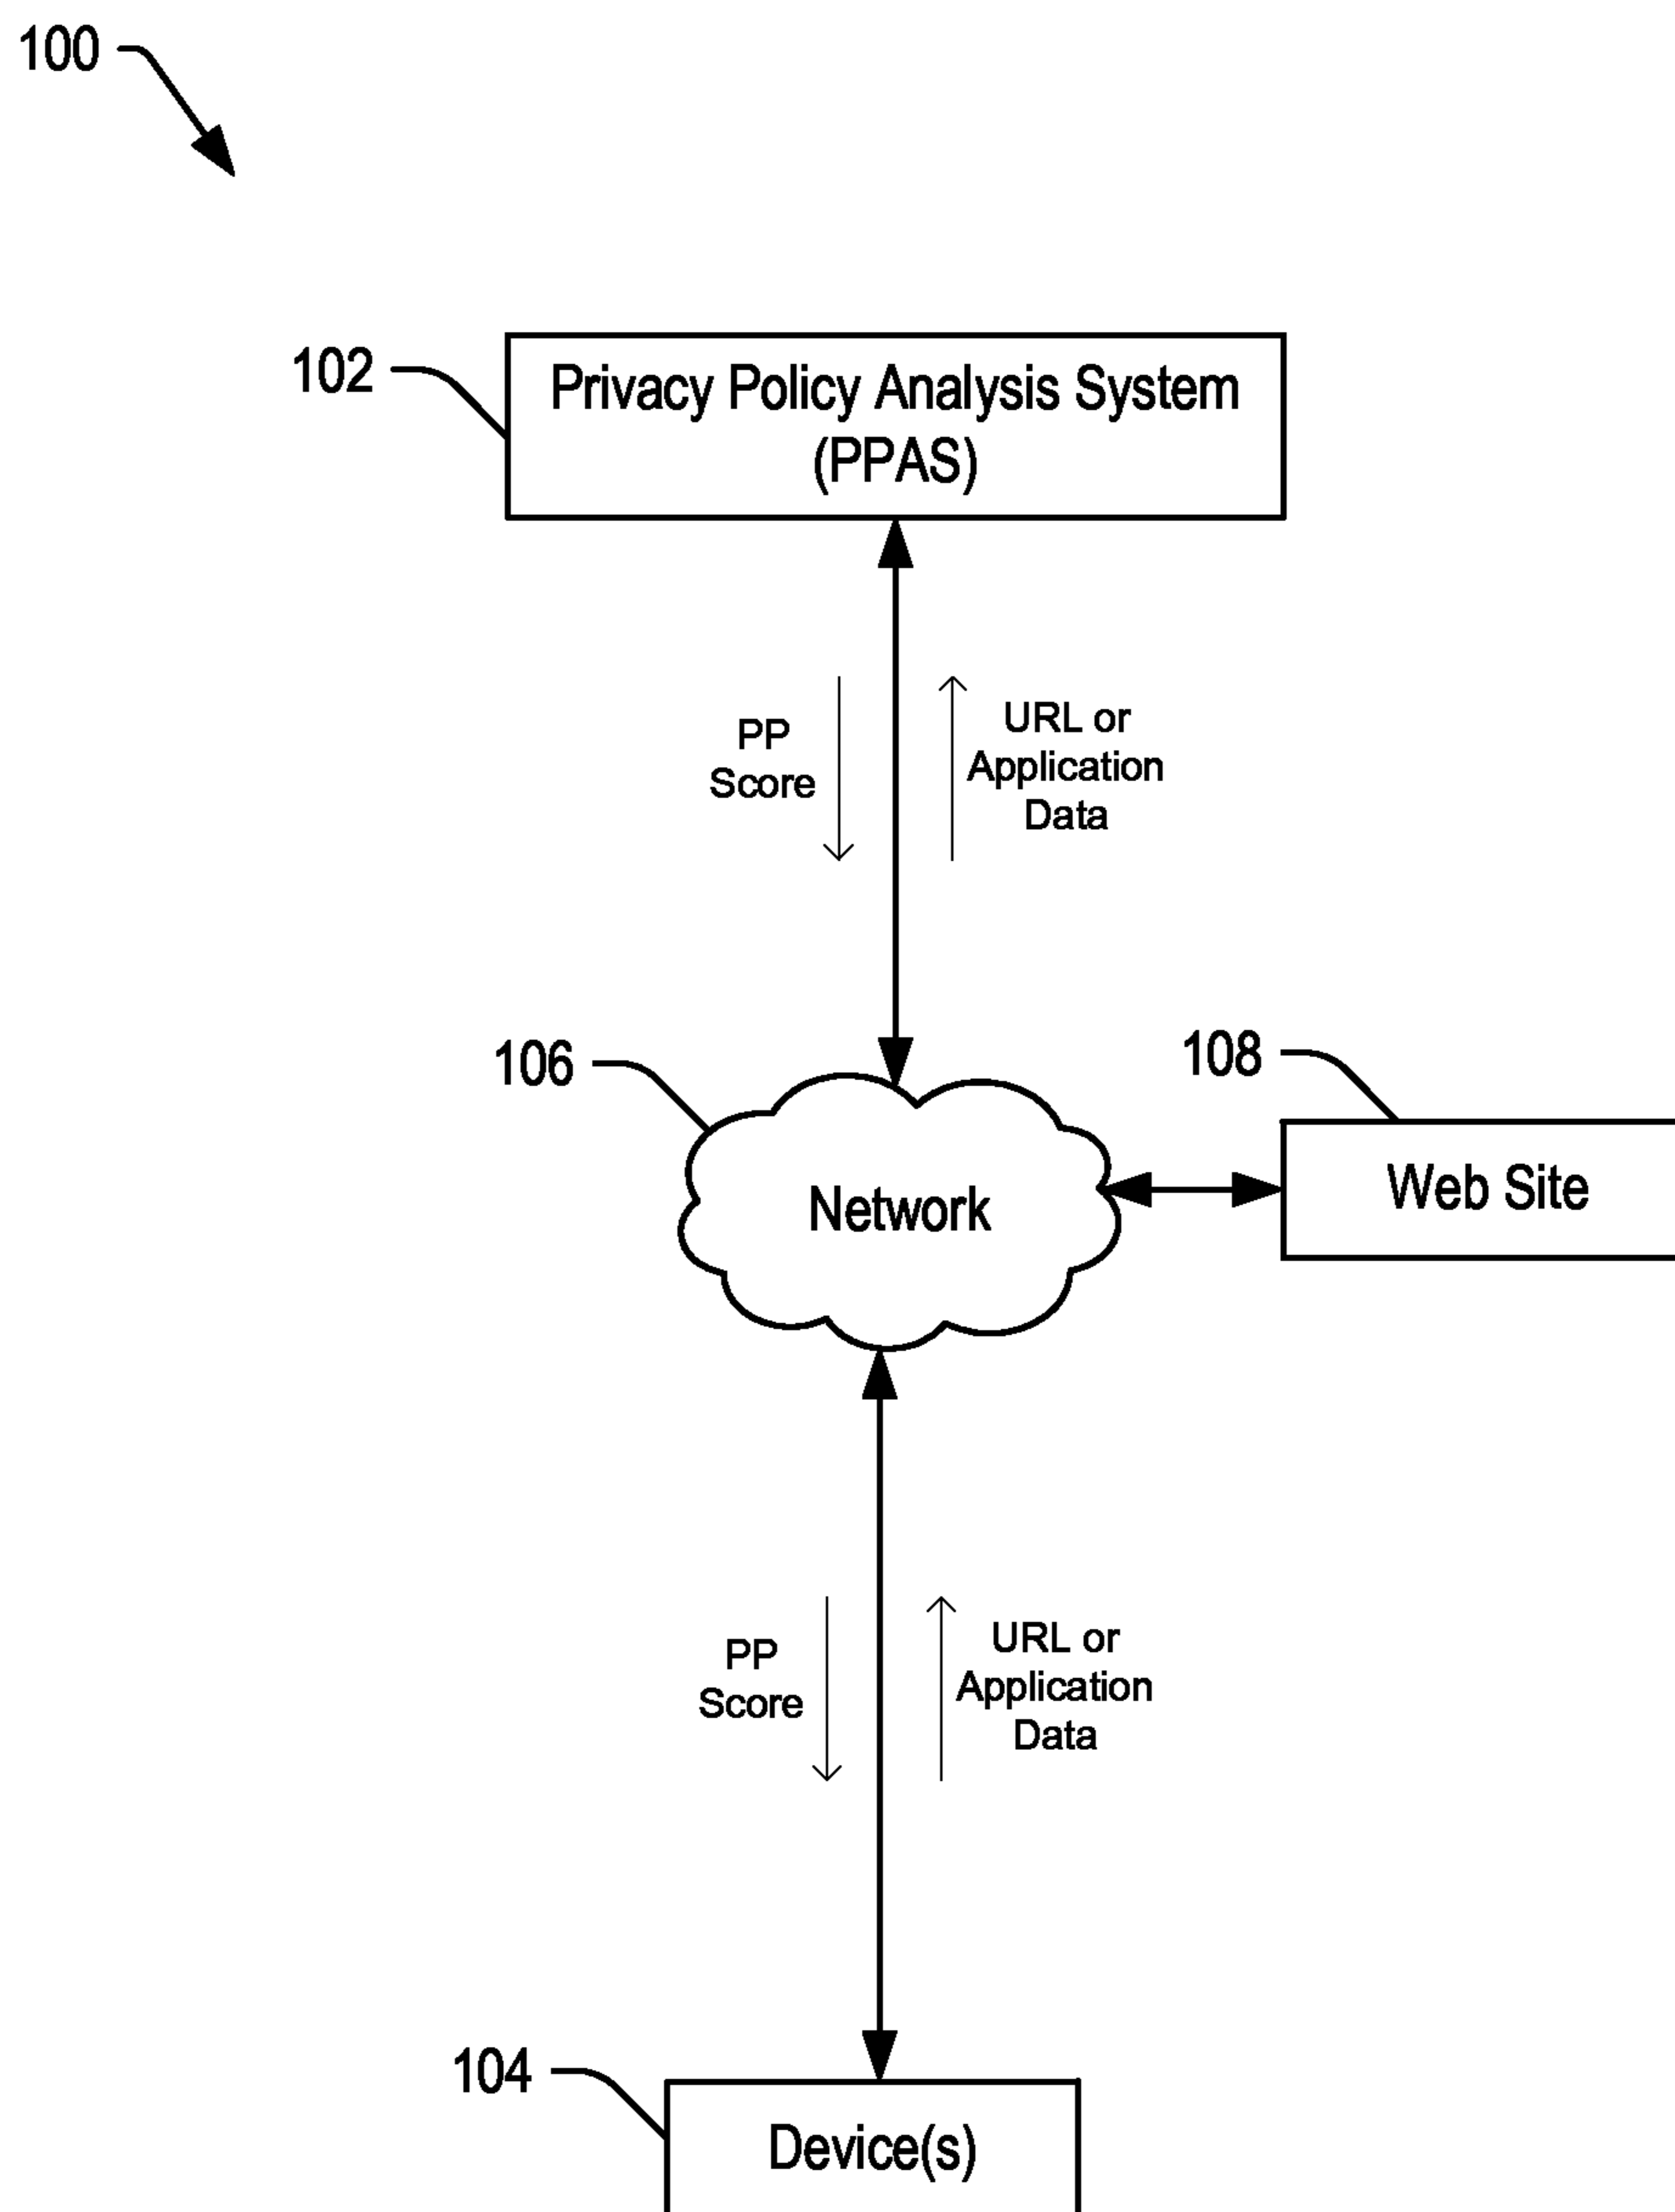 100
102
Privacy Policy Analysis System
(PPAS)
PP
Score
URL or
Application
Data
106
108
Network
Web Site
PP
Score
URL or
Application
Data
104
Device(s)